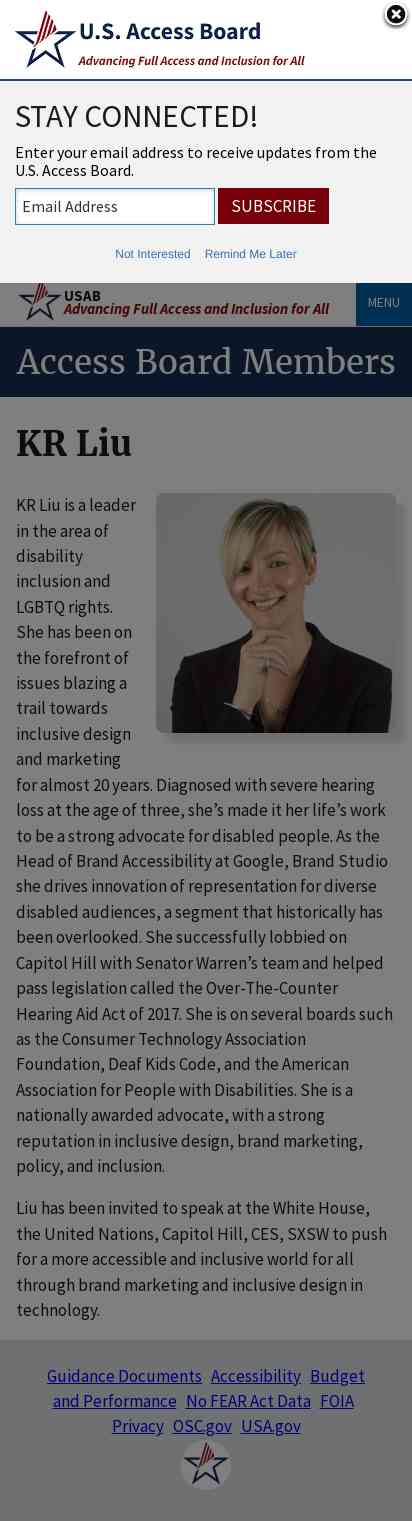 U.S. Access Board
Advancing Full Access and Inclusion for All
STAY CONNECTED!
Enter your email address to receive updates from the
U.S. Access Board.
Email Address
SUBSCRIBE
Not Interested
Remind Me Later
USAB
Advancing Full Access and Inclusion for All
MENU
Access Board Members
KR Liu
KR Liu is a leader
in the area of
disability
inclusion and
LGBTQ rights.
She has been on
the forefront of
issues blazing a
trail towards
inclusive design
and marketing
for almost 20 years. Diagnosed with severe hearing
loss at the age of three, she’s made it her life’s work
to be a strong advocate for disabled people. As the
Head of Brand Accessibility at Google, Brand Studio
she drives innovation of representation for diverse
disabled audiences, a segment that historically has
been overlooked. She successfully lobbied on
Capitol Hill with Senator Warren’s team and helped
pass legislation called the Over-The-Counter
Hearing Aid Act of 2017. She is on several boards such
as the Consumer Technology Association
Foundation, Deaf Kids Code, and the American
Association for People with Disabilities. She is a
nationally awarded advocate, with a strong
reputation in inclusive design, brand marketing,
policy, and inclusion.
Liu has been invited to speak at the White House,
the United Nations, Capitol Hill, CES, SXSW to push
for a more accessible and inclusive world for all
through brand marketing and inclusive design in
technology.
Guidance Documents Accessibility Budget
and Performance No FEAR Act Data FOIA
Privacy OSC.gov USA.gov